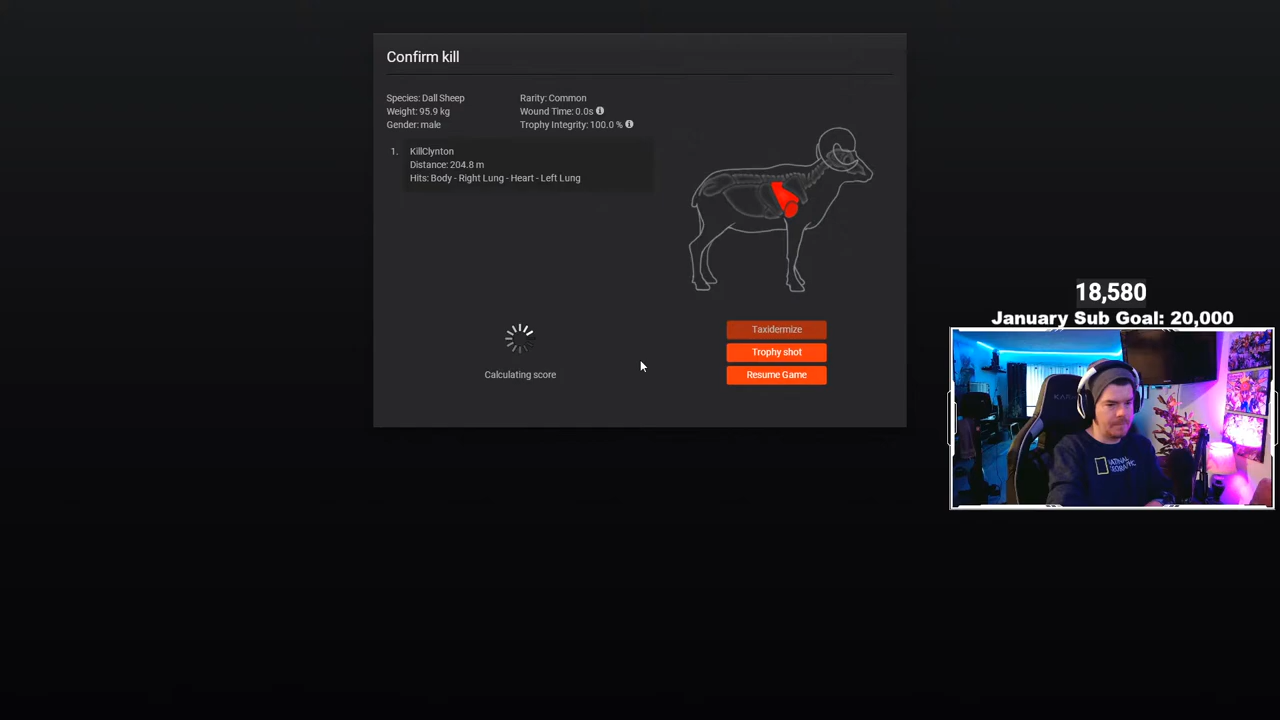 Confirm kill
Species: Dall Sheep
Rarity: Common
Weight: 95.9 kg
Wound Time: 0.0s
Gender: male
Trophy Integrity: 100.0 %
1. KillClynton
Distance: 204.8 m
Hits: Body - Right Lung - Heart - Left Lung
Calculating score
Taxidermize
Trophy shot
Resume Game
18,580
January Sub Goal: 20,000